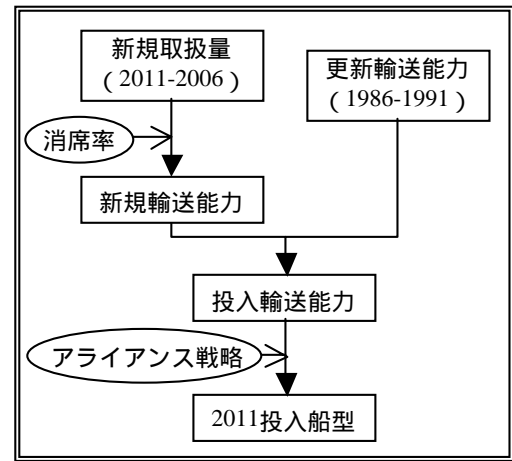 新規取扱量
(2011-2006)
更新輸送能力
(1986-1991)
消席率
新規輸送能力
投入輸送能力
アライアンス戦略
2011投入船型